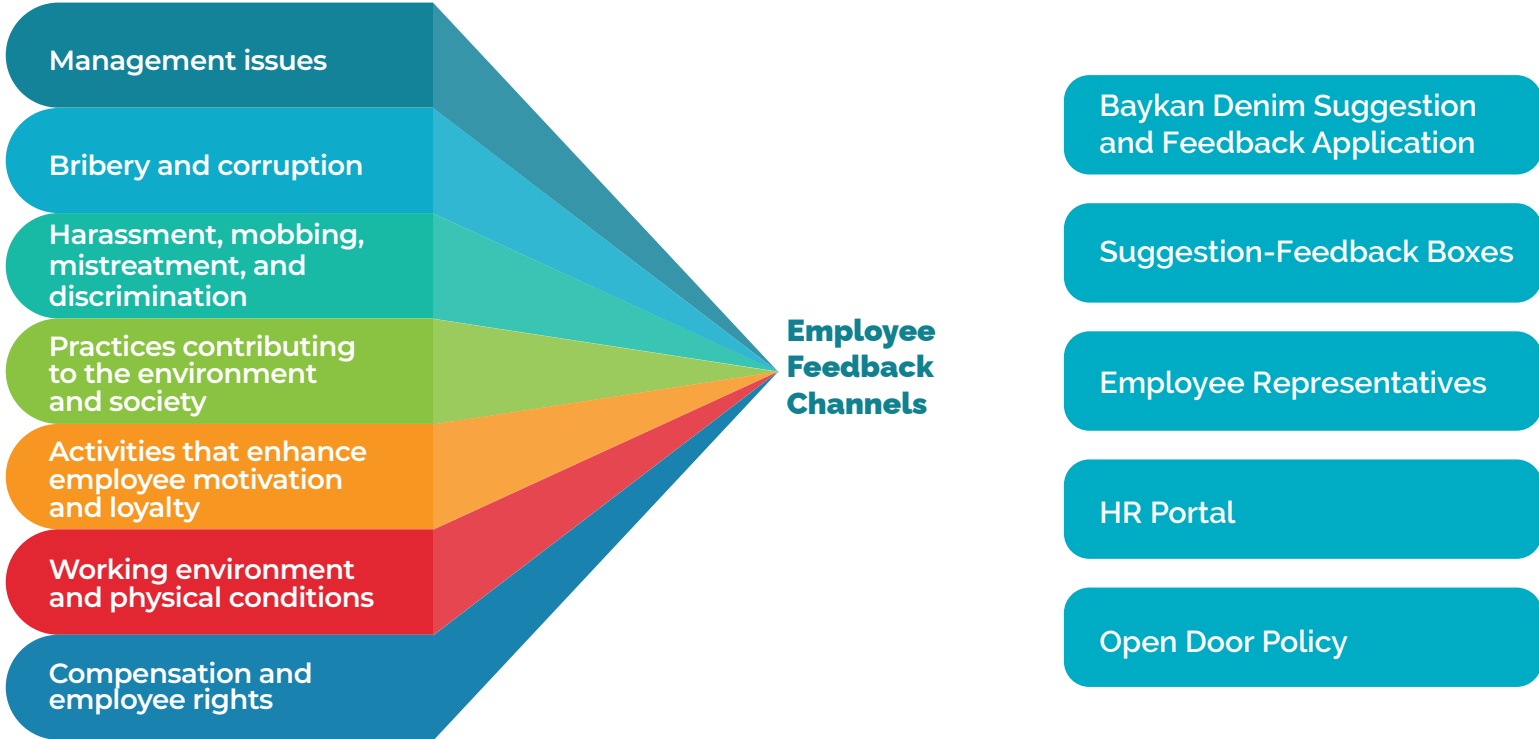 Management issues
Bribery and corruption
Harassment, mobbing,
mistreatment, and
discrimination
Practices contributing
to the environment
and society
Activities that enhance
employee motivation
and loyalty
Working environment
and physical conditions
Compensation and
employee rights
Employee
Feedback
Channels
Baykan Denim Suggestion
and Feedback Application
Suggestion-Feedback Boxes
Employee Representatives
HR Portal
Open Door Policy